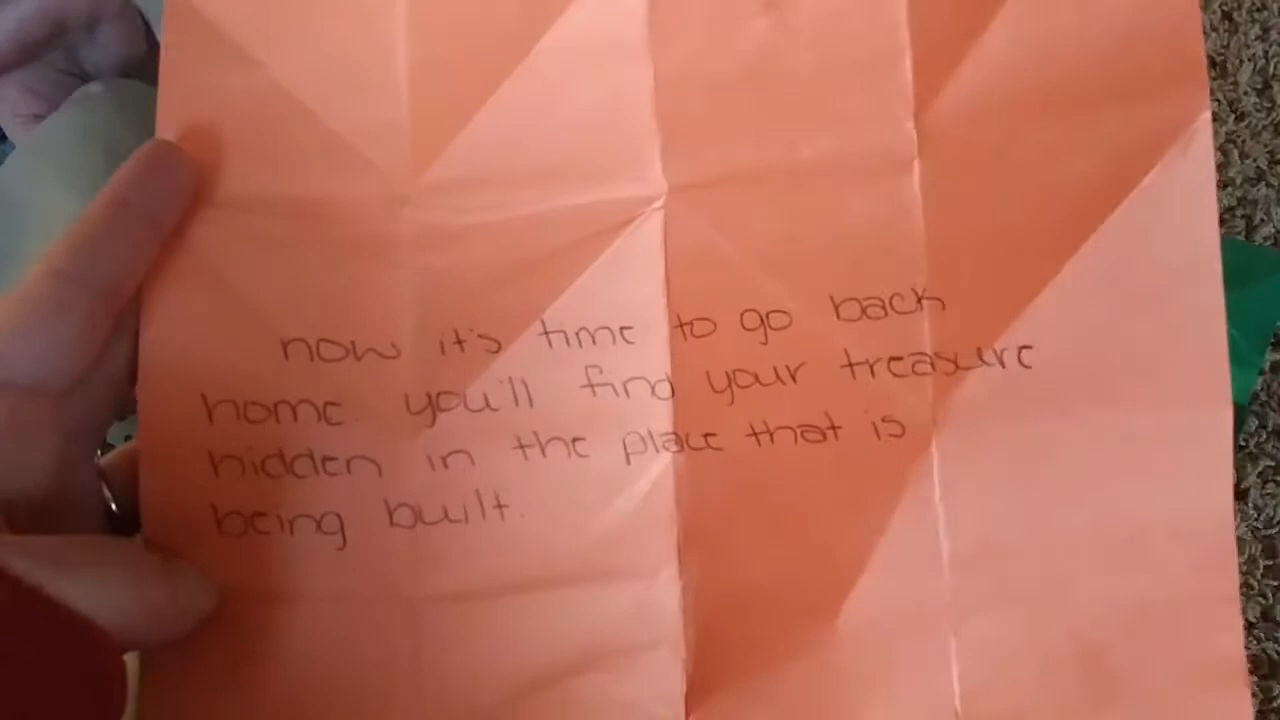 now it's time to go back
home. you'll find your treasure
hidden in the place that is
being built.